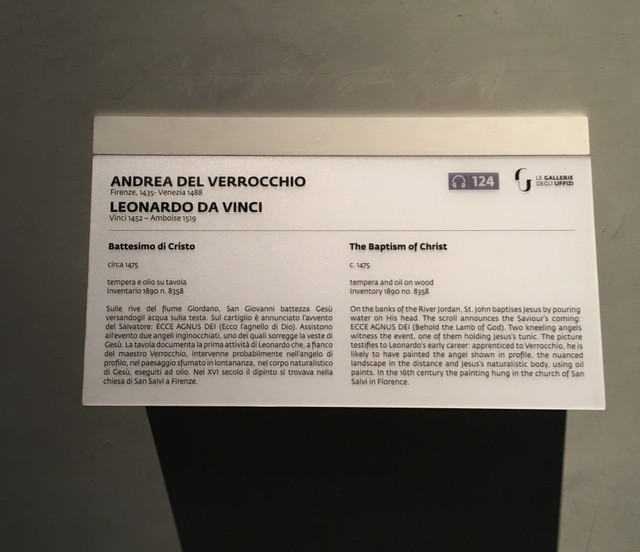 ANDREA DEL VERROCCHIO
Firenze, 1435- Venezia 1488
LEONARDO DA VINCI
Vinci 1452 – Amboise 1519
124
LE GALLERIE
DEGLI UFFIZI
Battesimo di Cristo
circa 1475
tempera e olio su tavola
Inventario 1890 n. 8358
Sulle rive del fiume Giordano, San Giovanni battezza Gesù
versandogli acqua sulla testa. Sul cartiglio è annunciato l'avvento
del Salvatore: ECCE AGNUS DEI (Ecco l'agnello di Dio). Assistono
all'evento due angeli inginocchiati, uno dei quali sorregge la veste di
Gesù. La tavola documenta la prima attività di Leonardo che, a fianco
del maestro Verrocchio, intervenne probabilmente nell'angelo di
profilo, nel paesaggio sfumato in lontananza, nel corpo naturalistico
di Gesù, eseguiti ad olio. Nel XVI secolo il dipinto si trovava nella
chiesa di San Salvi a Firenze.
The Baptism of Christ
c. 1475
tempera and oil on wood
Inventory 1890 no. 8358
On the banks of the River Jordan, St. John baptises Jesus by pouring
water on His head. The scroll announces the Saviour's coming:
ECCE AGNUS DEI (Behold the Lamb of God). Two kneeling angels
witness the event, one of them holding Jesus's tunic. The picture
testifies to Leonardo's early career: apprenticed to Verrocchio, he is
likely to have painted the angel shown in profile, the nuanced
landscape in the distance and Jesus's naturalistic body, using oil
paints. In the 16th century the painting hung in the church of San
Salvi in Florence.